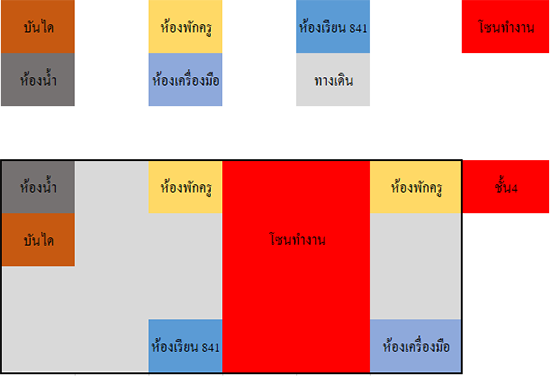 บันได ห้องพักครู ห้องเรียน 841 โซนทำงาน
ห้องน้ำ ห้องเครื่องมือ ทางเดิน
ห้องน้ำ ห้องพักครู ห้องพักครู ชั้น4
บันได โซนทำงาน
ห้องเรียน 841 ห้องเครื่องมือ